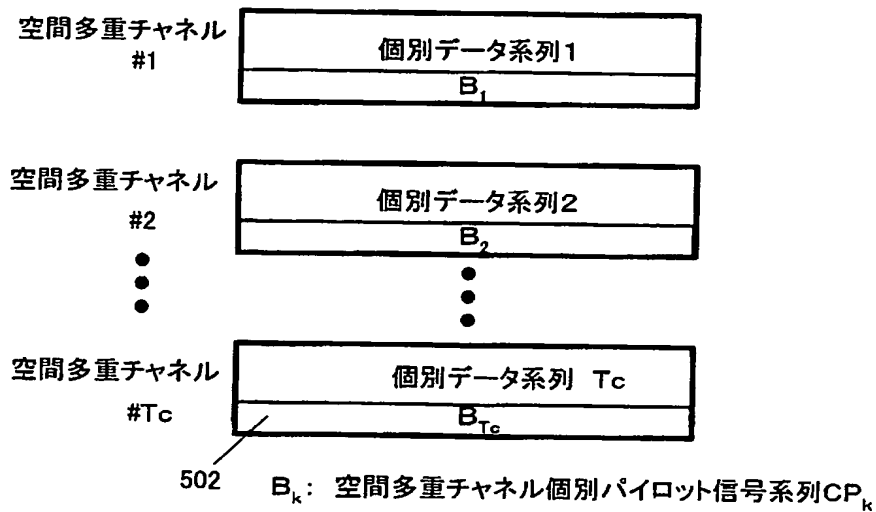 空間多重チャネル
#1
個別データ系列1
B₁
空間多重チャネル
#2
個別データ系列2
B₂
空間多重チャネル
#Tc
個別データ系列 Tc
B_Tc
502
B_k: 空間多重チャネル個別パイロット信号系列CP_k